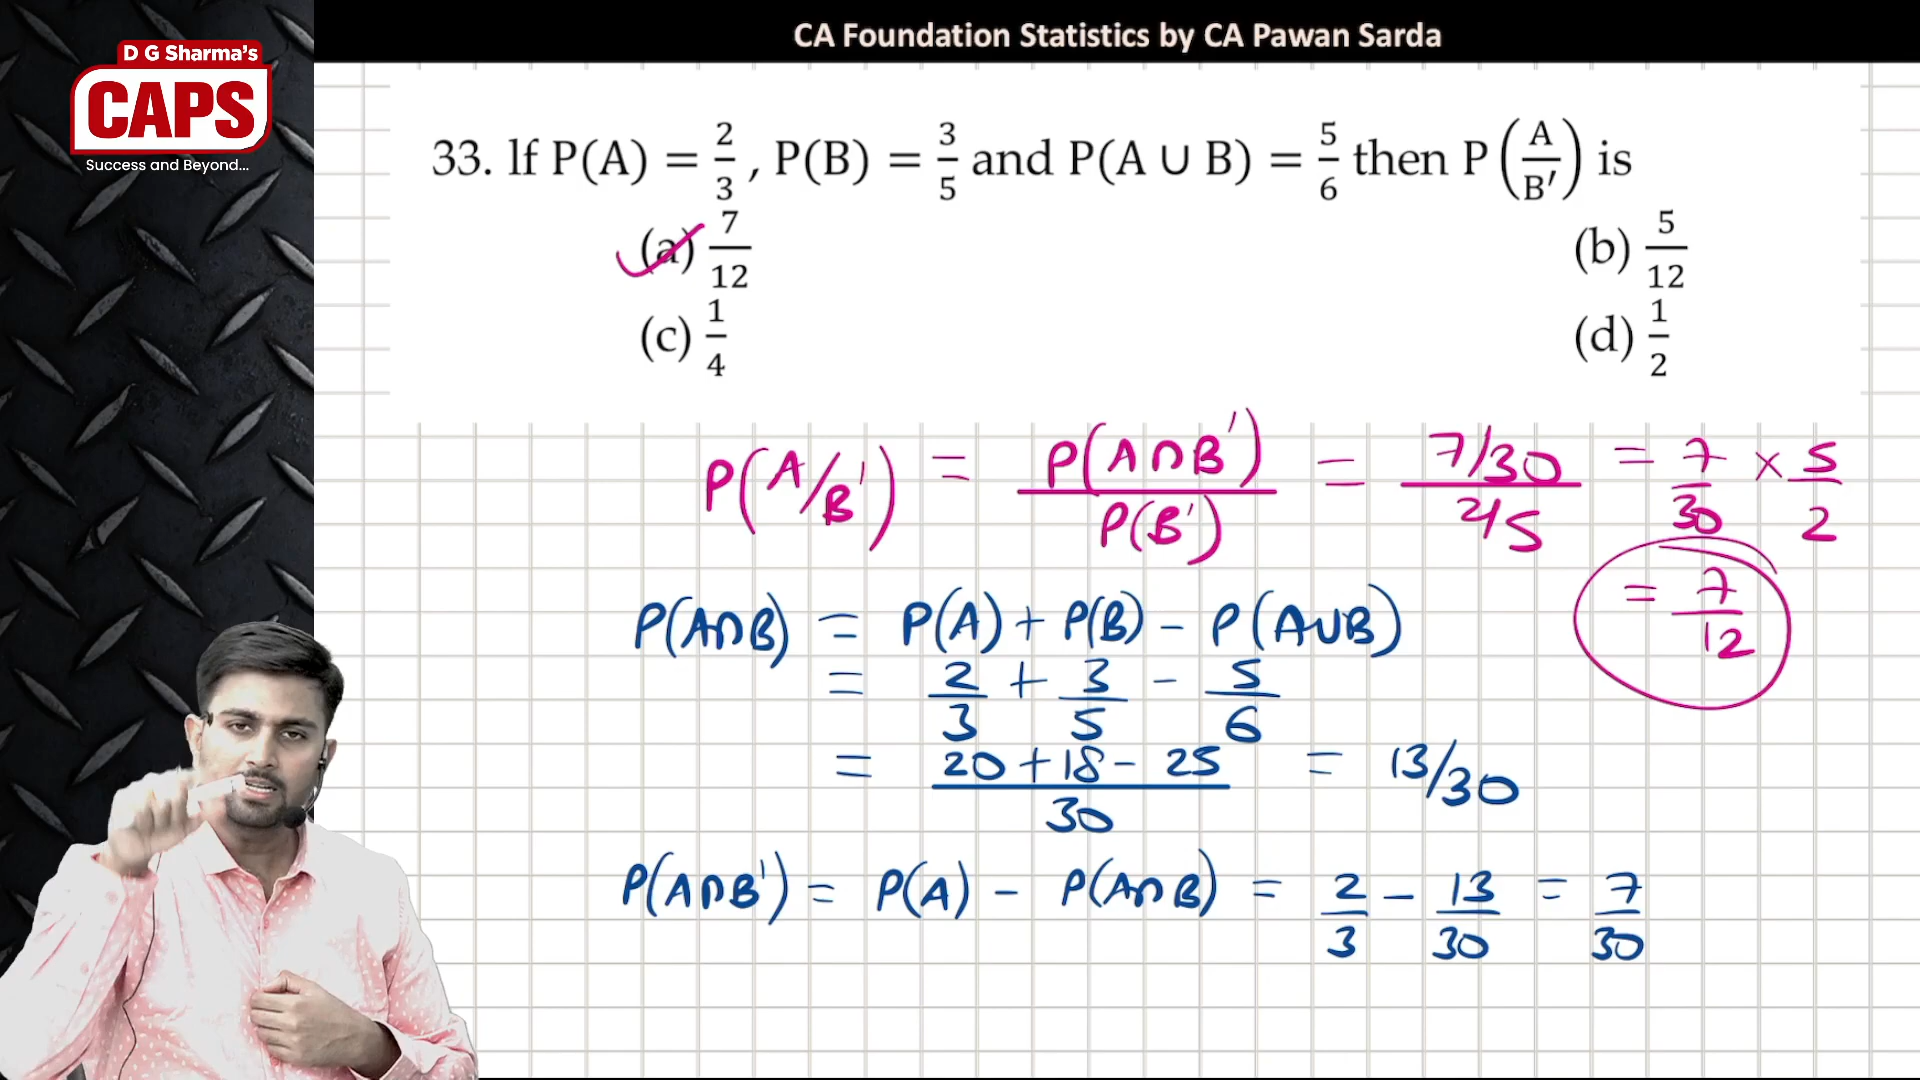 CA Foundation Statistics by CA Pawan Sarda
D G Sharma's
CAPS
Success and Beyond...
33. If P(A) = 2/3, P(B) = 3/5 and P(A ∪ B) = 5/6 then P(A/B′) is
(a) 7/12 (b) 5/12
(c) 1/4 (d) 1/2
P(A/B') = P(A∩B')/P(B') = 7/30 / 2/5 = 7/30 × 5/2
= 7/12
P(A∩B) = P(A) + P(B) - P(A∪B)
= 2/3 + 3/5 - 5/6
= 20 + 18 - 25 / 30 = 13/30
P(A∩B') = P(A) - P(A∩B) = 2/3 - 13/30 = 7/30